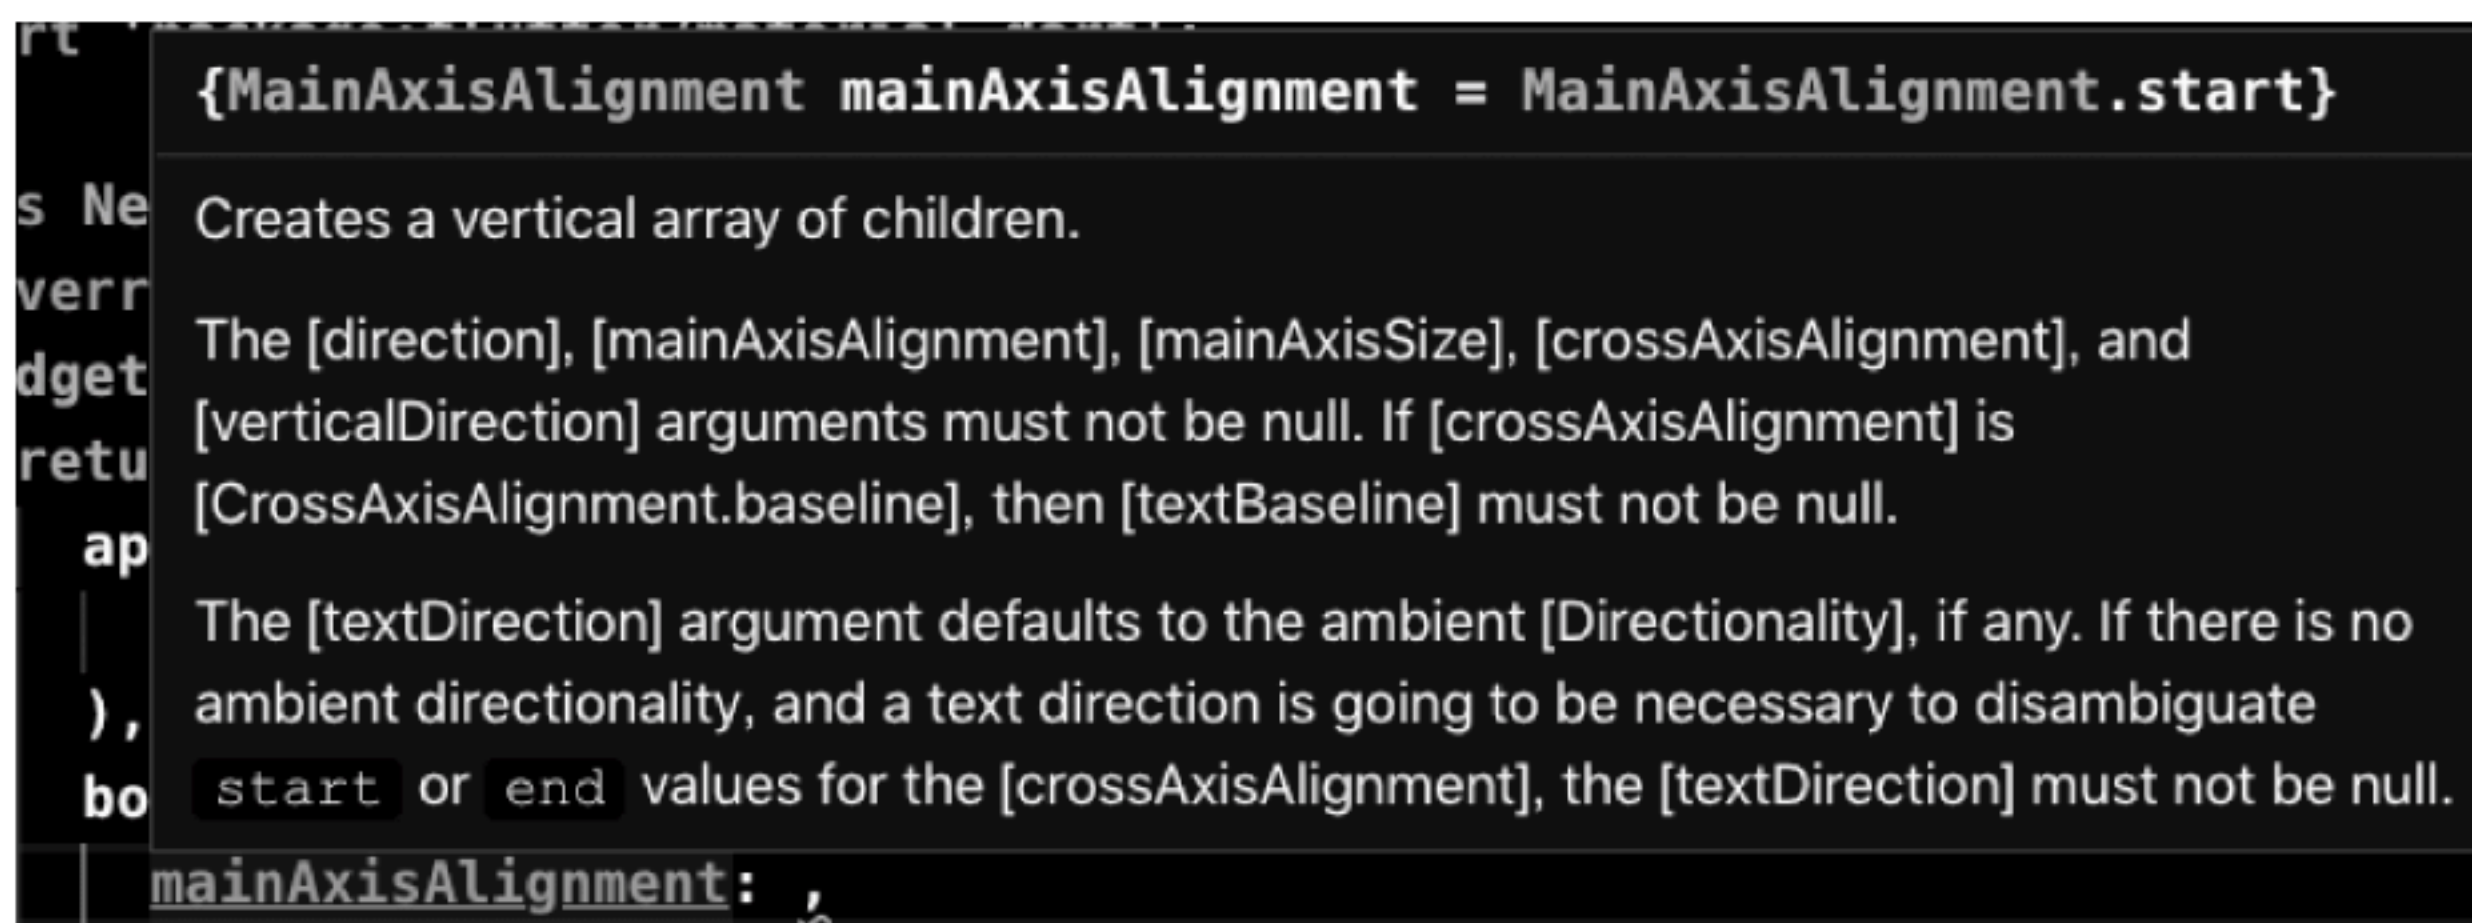 rt
{MainAxisAlignment mainAxisAlignment = MainAxisAlignment.start}
s Ne
Creates a vertical array of children.
verr
The [direction], [mainAxisAlignment], [mainAxisSize], [crossAxisAlignment], and
dget
[verticalDirection] arguments must not be null. If [crossAxisAlignment] is
retu
[CrossAxisAlignment.baseline], then [textBaseline] must not be null.
ap
The [textDirection] argument defaults to the ambient [Directionality], if any. If there is no
),
ambient directionality, and a text direction is going to be necessary to disambiguate
bo
start or end values for the [crossAxisAlignment], the [textDirection] must not be null.
mainAxisAlignment: ,